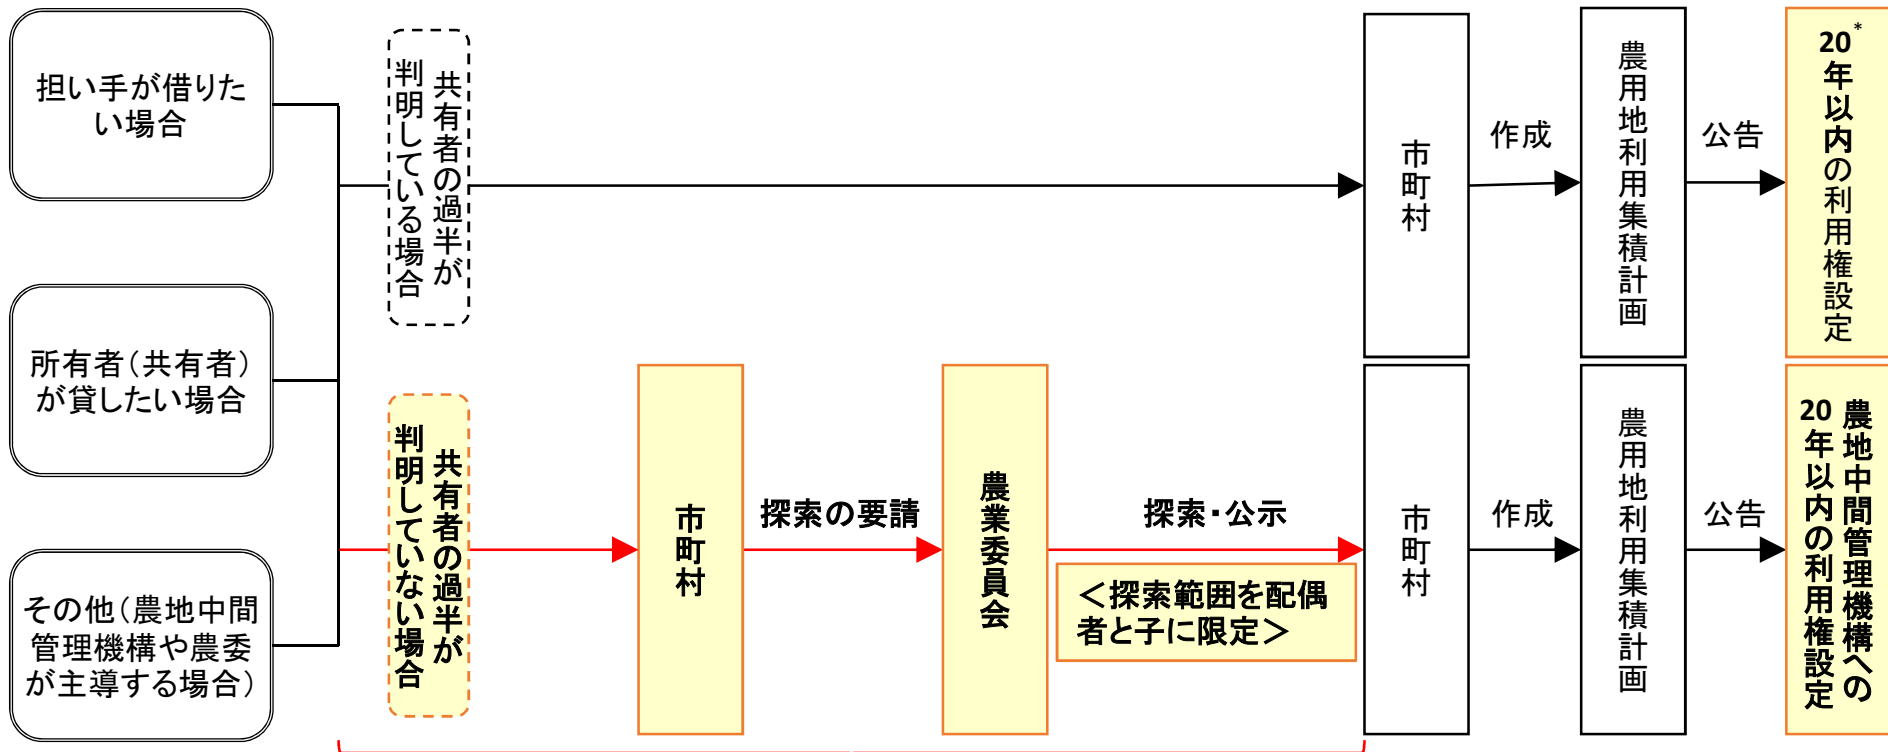 担い手が借りた
い場合
所有者（共有者）
が貸したい場合
その他（農地中間
管理機構や農委
が主導する場合）
共有者の過半が
判明している場合
市町村
作成
農用地利用集積計画
公告
20*
年以内の利用権設定
共有者の過半が
判明していない場合
市町村
探索の要請
農業委員会
探索・公示
＜探索範囲を配偶
者と子に限定＞
市町村
作成
農用地利用集積計画
公告
農地中間管理機構への
20年以内の利用権設定